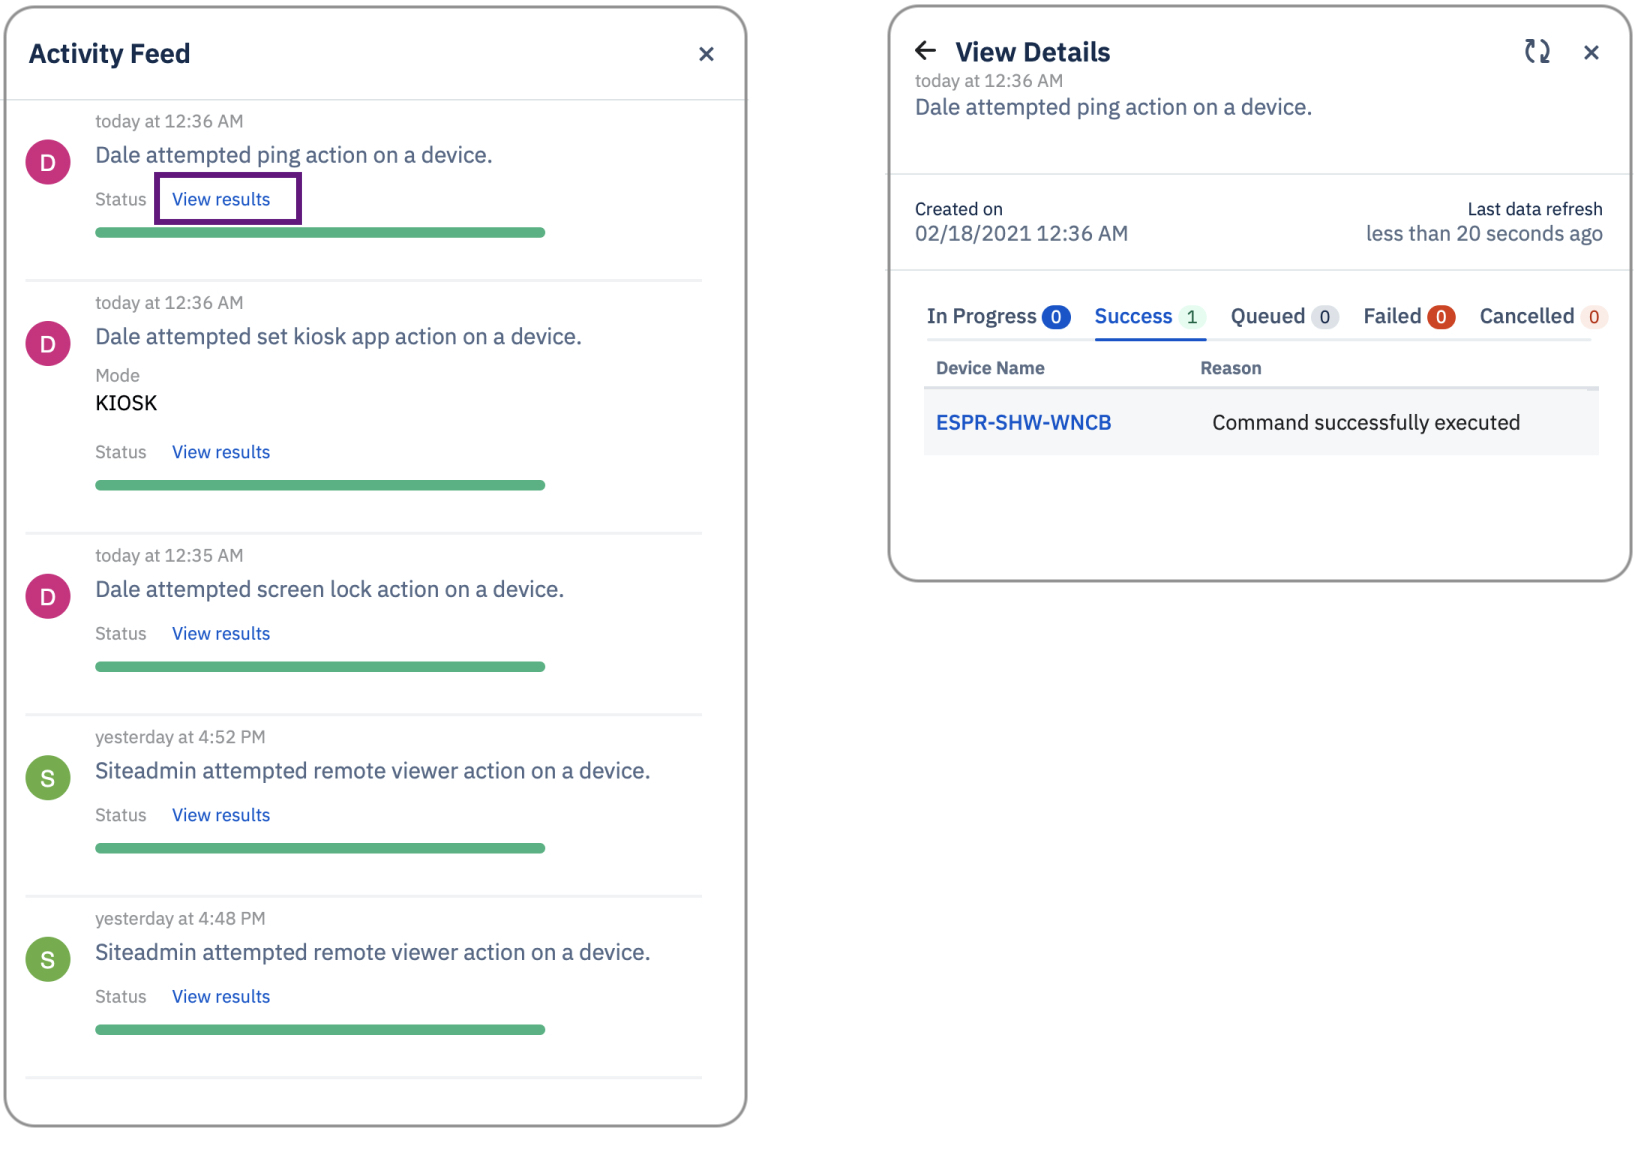 Activity Feed
today at 12:36 AM
D
Dale attempted ping action on a device.
Status View results
today at 12:36 AM
D
Dale attempted set kiosk app action on a device.
Mode
KIOSK
Status View results
today at 12:35 AM
D
Dale attempted screen lock action on a device.
Status View results
yesterday at 4:52 PM
S
Siteadmin attempted remote viewer action on a device.
Status View results
yesterday at 4:48 PM
S
Siteadmin attempted remote viewer action on a device.
Status View results
View Details
today at 12:36 AM
Dale attempted ping action on a device.
Created on Last data refresh
02/18/2021 12:36 AM less than 20 seconds ago
In Progress 0 Success 1 Queued 0 Failed 0 Cancelled 0
Device Name Reason
ESPR-SHW-WNCB Command successfully executed